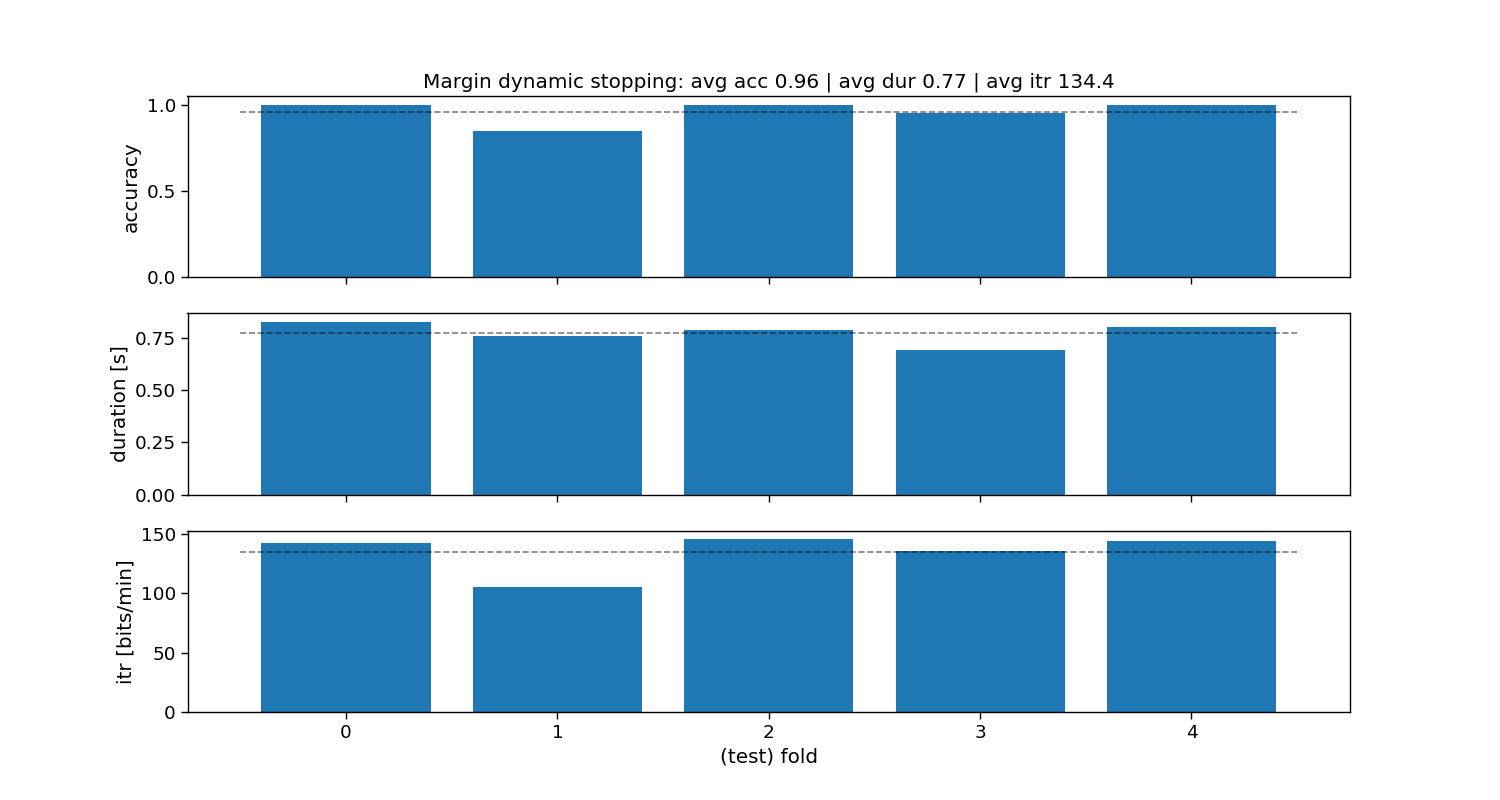 Margin dynamic stopping: avg acc 0.96 | avg dur 0.77 | avg itr 134.4
1.0
0.5
0.0
accuracy
0.75
0.50
0.25
0.00
duration [s]
150
100
50
0
itr [bits/min]
0 1 2 3 4
(test) fold